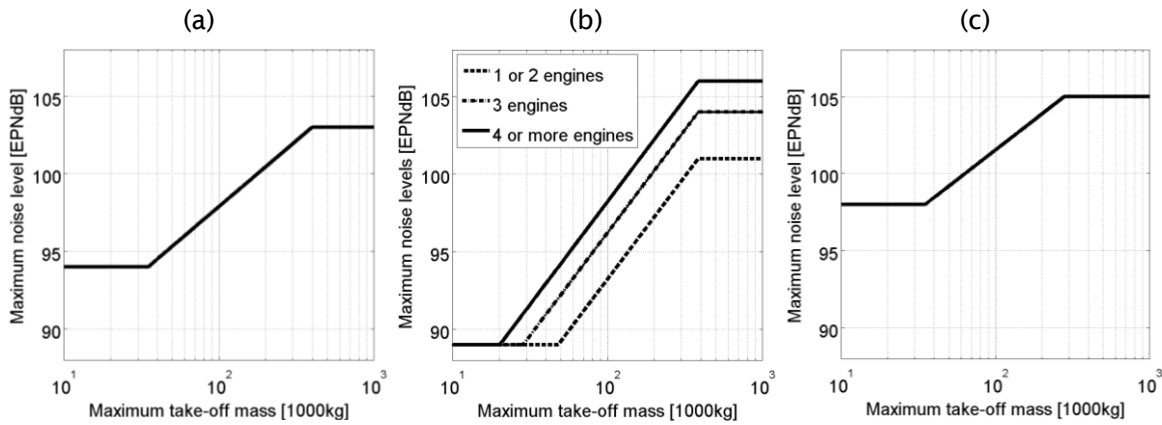 (a)
(b)
(c)
Maximum noise level [EPNdB]
105
100
95
90
10^1
10^2
10^3
Maximum take-off mass [1000kg]
Maximum noise levels [EPNdB]
105
100
95
90
1 or 2 engines
3 engines
4 or more engines
10^1
10^2
10^3
Maximum take-off mass [1000kg]
Maximum noise level [EPNdB]
105
100
95
90
10^1
10^2
10^3
Maximum take-off mass [1000kg]